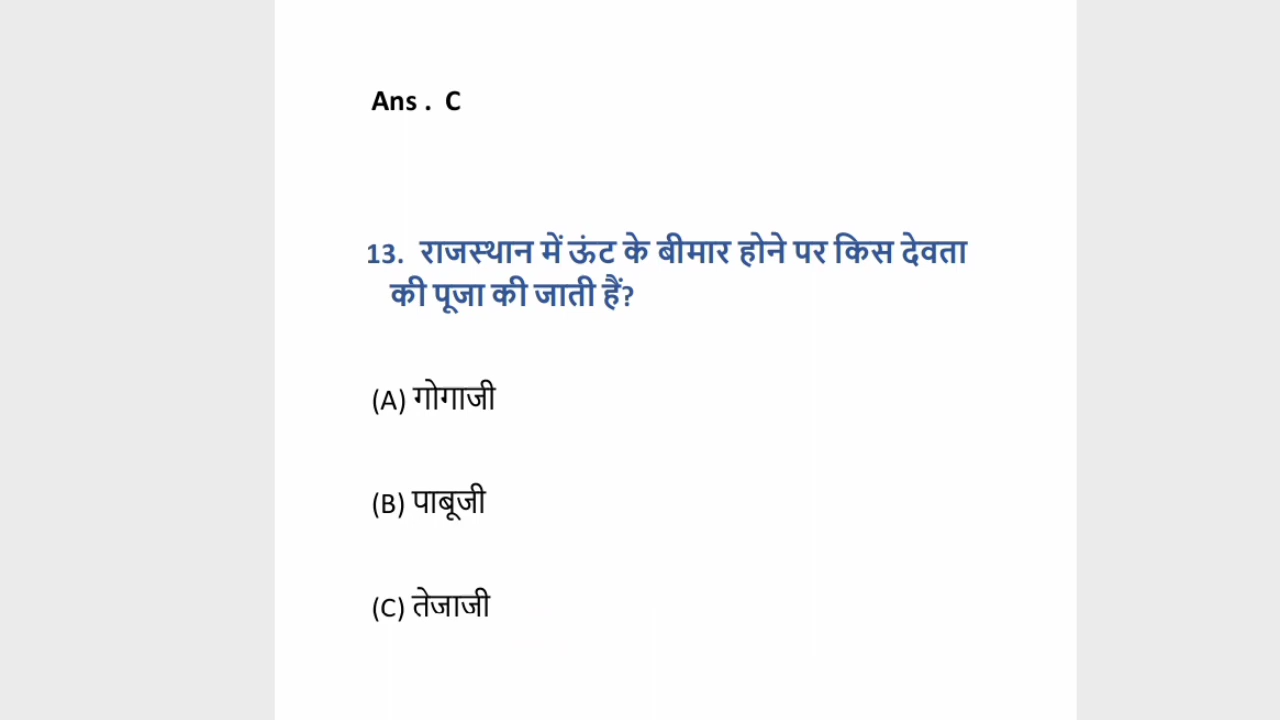 Ans . C
13. राजस्थान में ऊंट के बीमार होने पर किस देवता
की पूजा की जाती हैं?
(A) गोगाजी
(B) पाबूजी
(C) तेजाजी